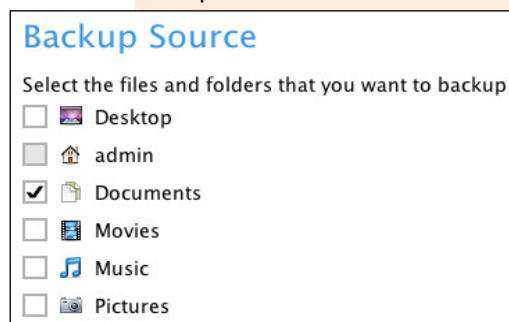 Backup Source
Select the files and folders that you want to backup
Desktop
admin
Documents
Movies
Music
Pictures